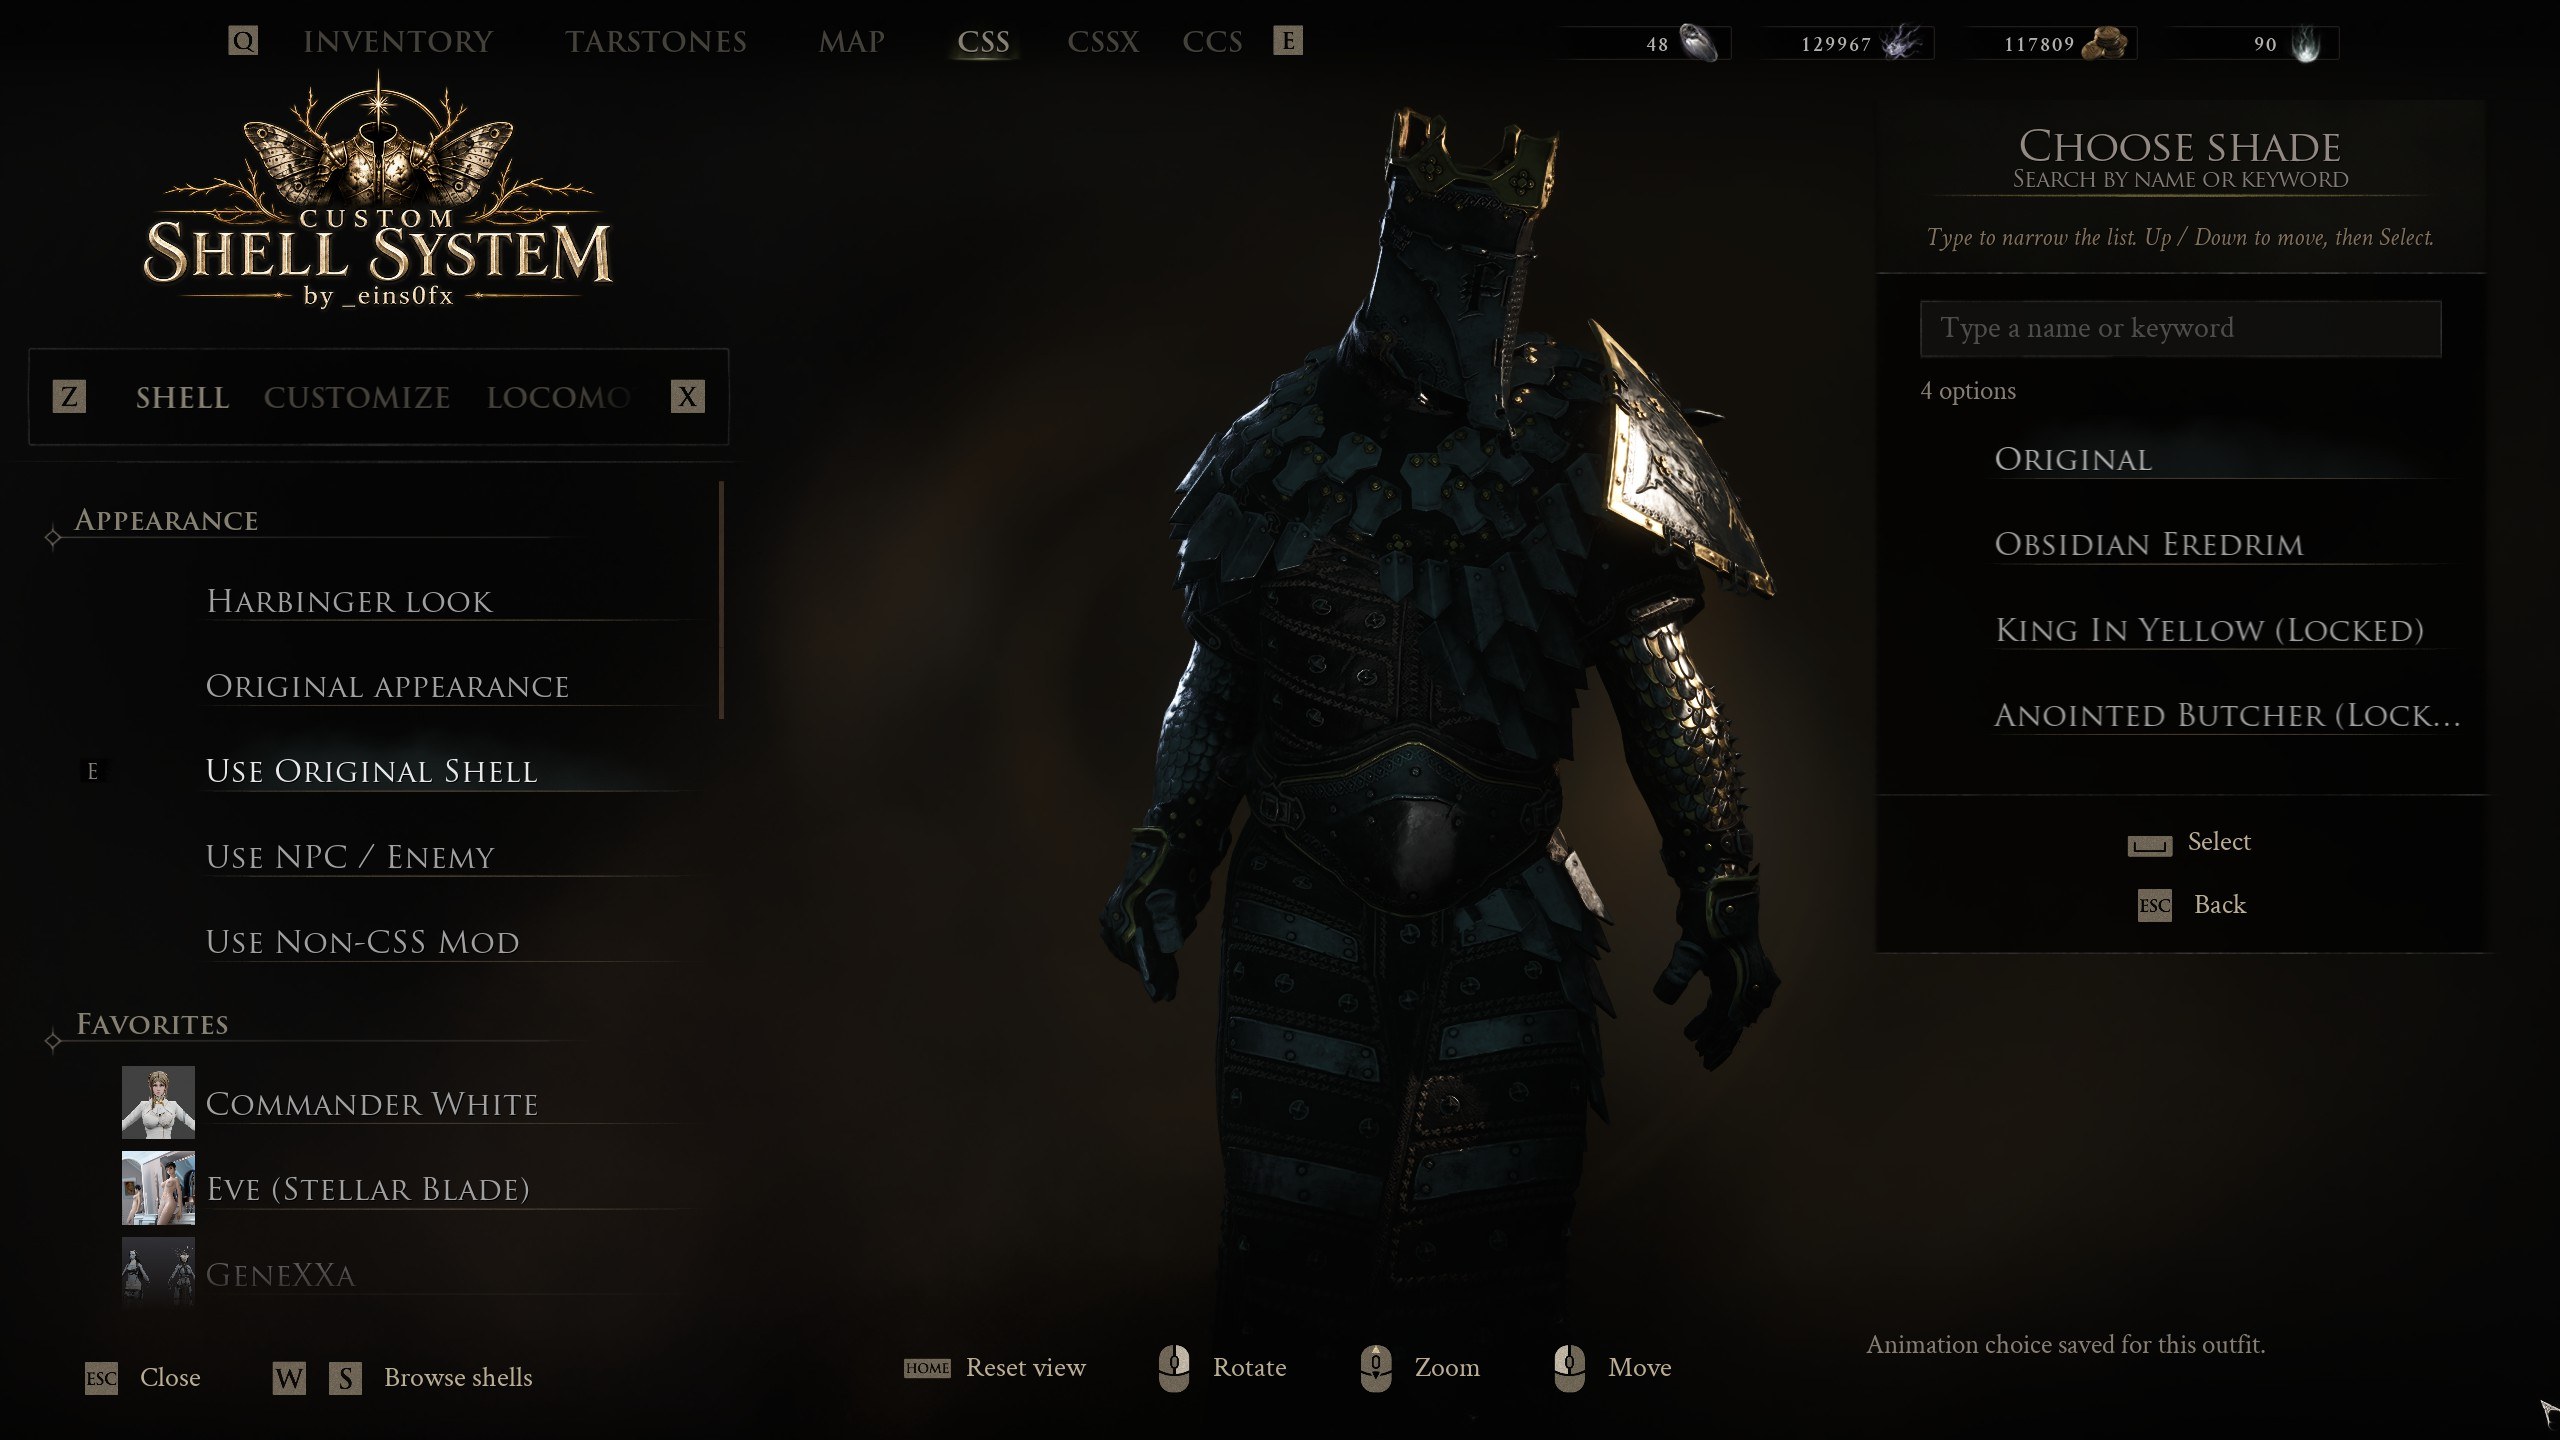 Q INVENTORY TARSTONES MAP CSS CSSX CCS E
48 129967 117809 90
CUSTOM
SHELL SYSTEM
by _eins0fx
Z SHELL CUSTOMIZE LOCOMO X
APPEARANCE
HARBINGER LOOK
ORIGINAL APPEARANCE
E USE ORIGINAL SHELL
USE NPC / ENEMY
USE NON-CSS MOD
FAVORITES
COMMANDER WHITE
EVE (STELLAR BLADE)
GENEXXA
ESC Close W S Browse shells
HOME Reset view Rotate Zoom Move
CHOOSE SHADE
SEARCH BY NAME OR KEYWORD
Type to narrow the list. Up / Down to move, then Select.
Type a name or keyword
4 options
ORIGINAL
OBSIDIAN EREDRIM
KING IN YELLOW (LOCKED)
ANOINTED BUTCHER (LOCK...
Select
ESC Back
Animation choice saved for this outfit.